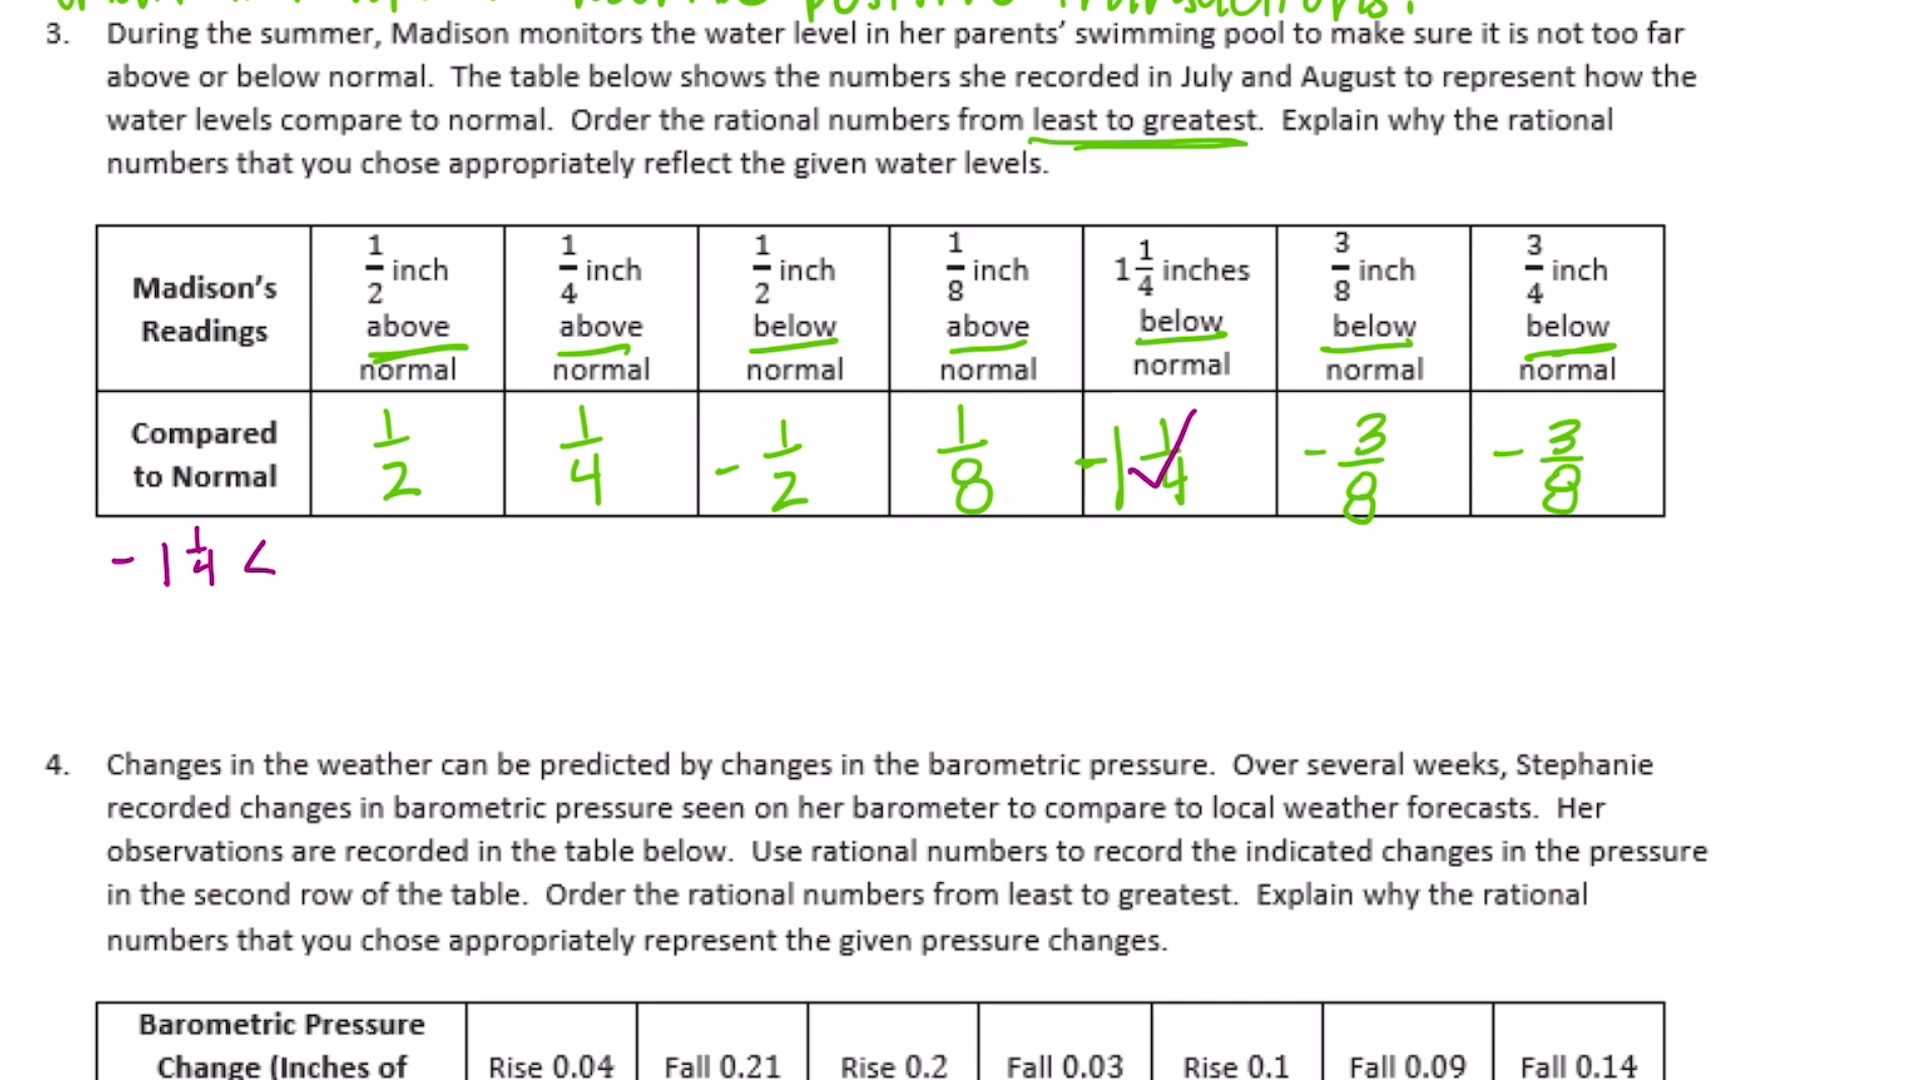 positive transactions.
3. During the summer, Madison monitors the water level in her parents’ swimming pool to make sure it is not too far
above or below normal. The table below shows the numbers she recorded in July and August to represent how the
water levels compare to normal. Order the rational numbers from least to greatest. Explain why the rational
numbers that you chose appropriately reflect the given water levels.
Madison’s Readings | 1/2 inch above normal | 1/4 inch above normal | 1/2 inch below normal | 1/8 inch above normal | 1 1/4 inches below normal | 3/8 inch below normal | 3/4 inch below normal
Compared to Normal | 1/2 | 1/4 | - 1/2 | 1/8 | -1 1/4 | - 3/8 | - 3/8
- 1 1/4 <
4. Changes in the weather can be predicted by changes in the barometric pressure. Over several weeks, Stephanie
recorded changes in barometric pressure seen on her barometer to compare to local weather forecasts. Her
observations are recorded in the table below. Use rational numbers to record the indicated changes in the pressure
in the second row of the table. Order the rational numbers from least to greatest. Explain why the rational
numbers that you chose appropriately represent the given pressure changes.
Barometric Pressure
Change (Inches of | Rise 0.04 | Fall 0.21 | Rise 0.2 | Fall 0.03 | Rise 0.1 | Fall 0.09 | Fall 0.14